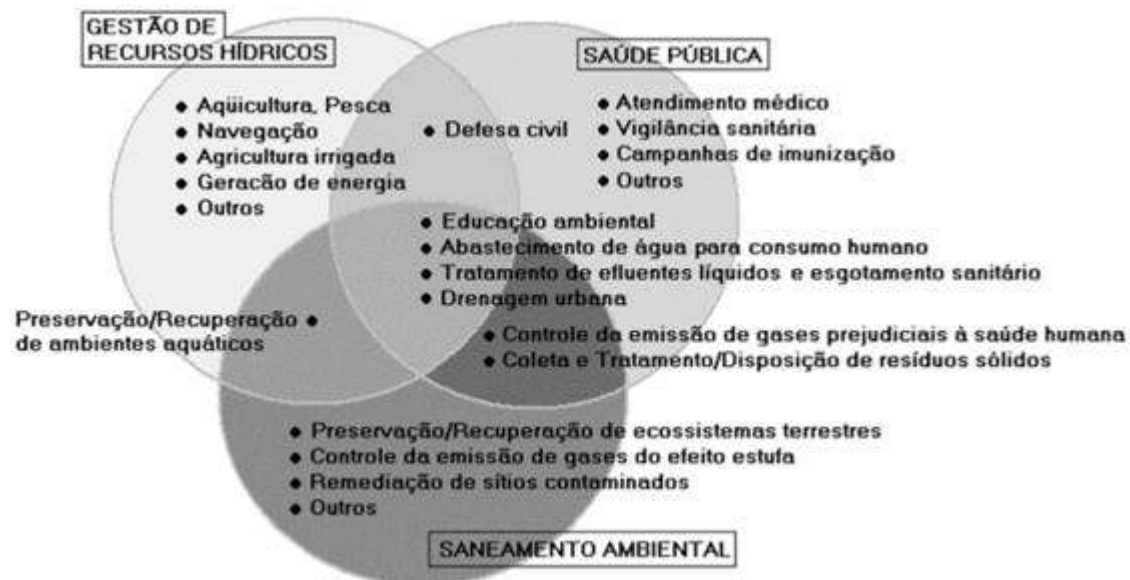 GESTÃO DE
RECURSOS HÍDRICOS
● Aqüicultura, Pesca
● Navegação
● Agricultura irrigada
● Geracão de energia
● Outros
SAÚDE PÚBLICA
● Atendimento médico
● Vigilância sanitária
● Campanhas de imunização
● Outros
● Defesa civil
● Educação ambiental
● Abastecimento de água para consumo humano
● Tratamento de efluentes líquidos e esgotamento sanitário
● Drenagem urbana
Preservação/Recuperação ●
de ambientes aquáticos
● Controle da emissão de gases prejudiciais à saúde humana
● Coleta e Tratamento/Disposição de resíduos sólidos
● Preservação/Recuperação de ecossistemas terrestres
● Controle da emissão de gases do efeito estufa
● Remediação de sítios contaminados
● Outros
SANEAMENTO AMBIENTAL